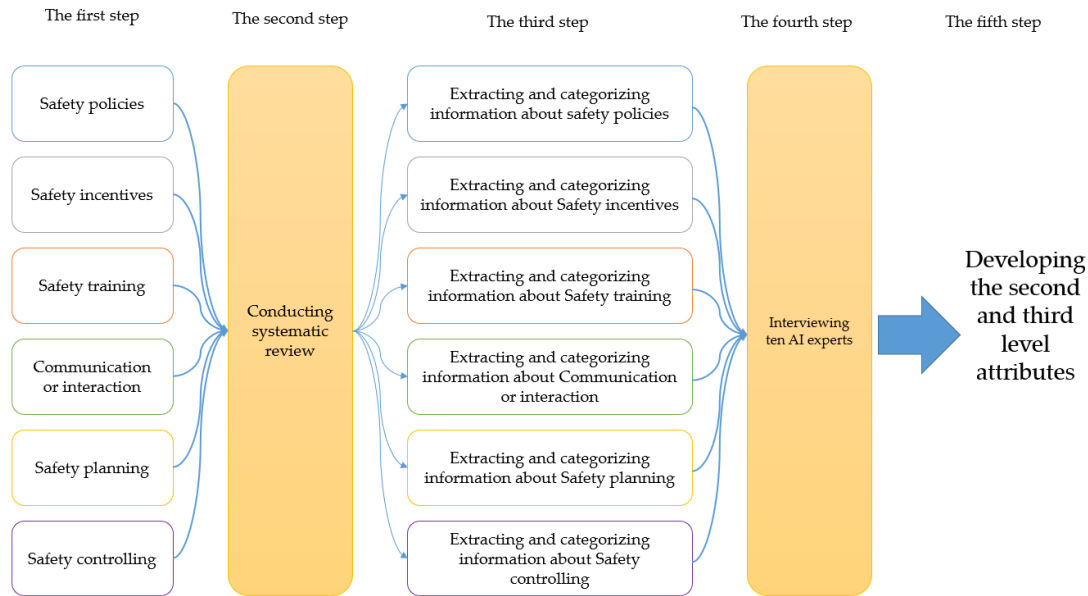 The first step
The second step
The third step
The fourth step
The fifth step
Safety policies
Safety incentives
Safety training
Communication
or interaction
Safety planning
Safety controlling
Conducting
systematic
review
Extracting and categorizing
information about safety policies
Extracting and categorizing
information about Safety incentives
Extracting and categorizing
information about Safety training
Extracting and categorizing
information about Communication
or interaction
Extracting and categorizing
information about Safety planning
Extracting and categorizing
information about Safety
controlling
Interviewing
ten AI experts
Developing
the second
and third
level
attributes